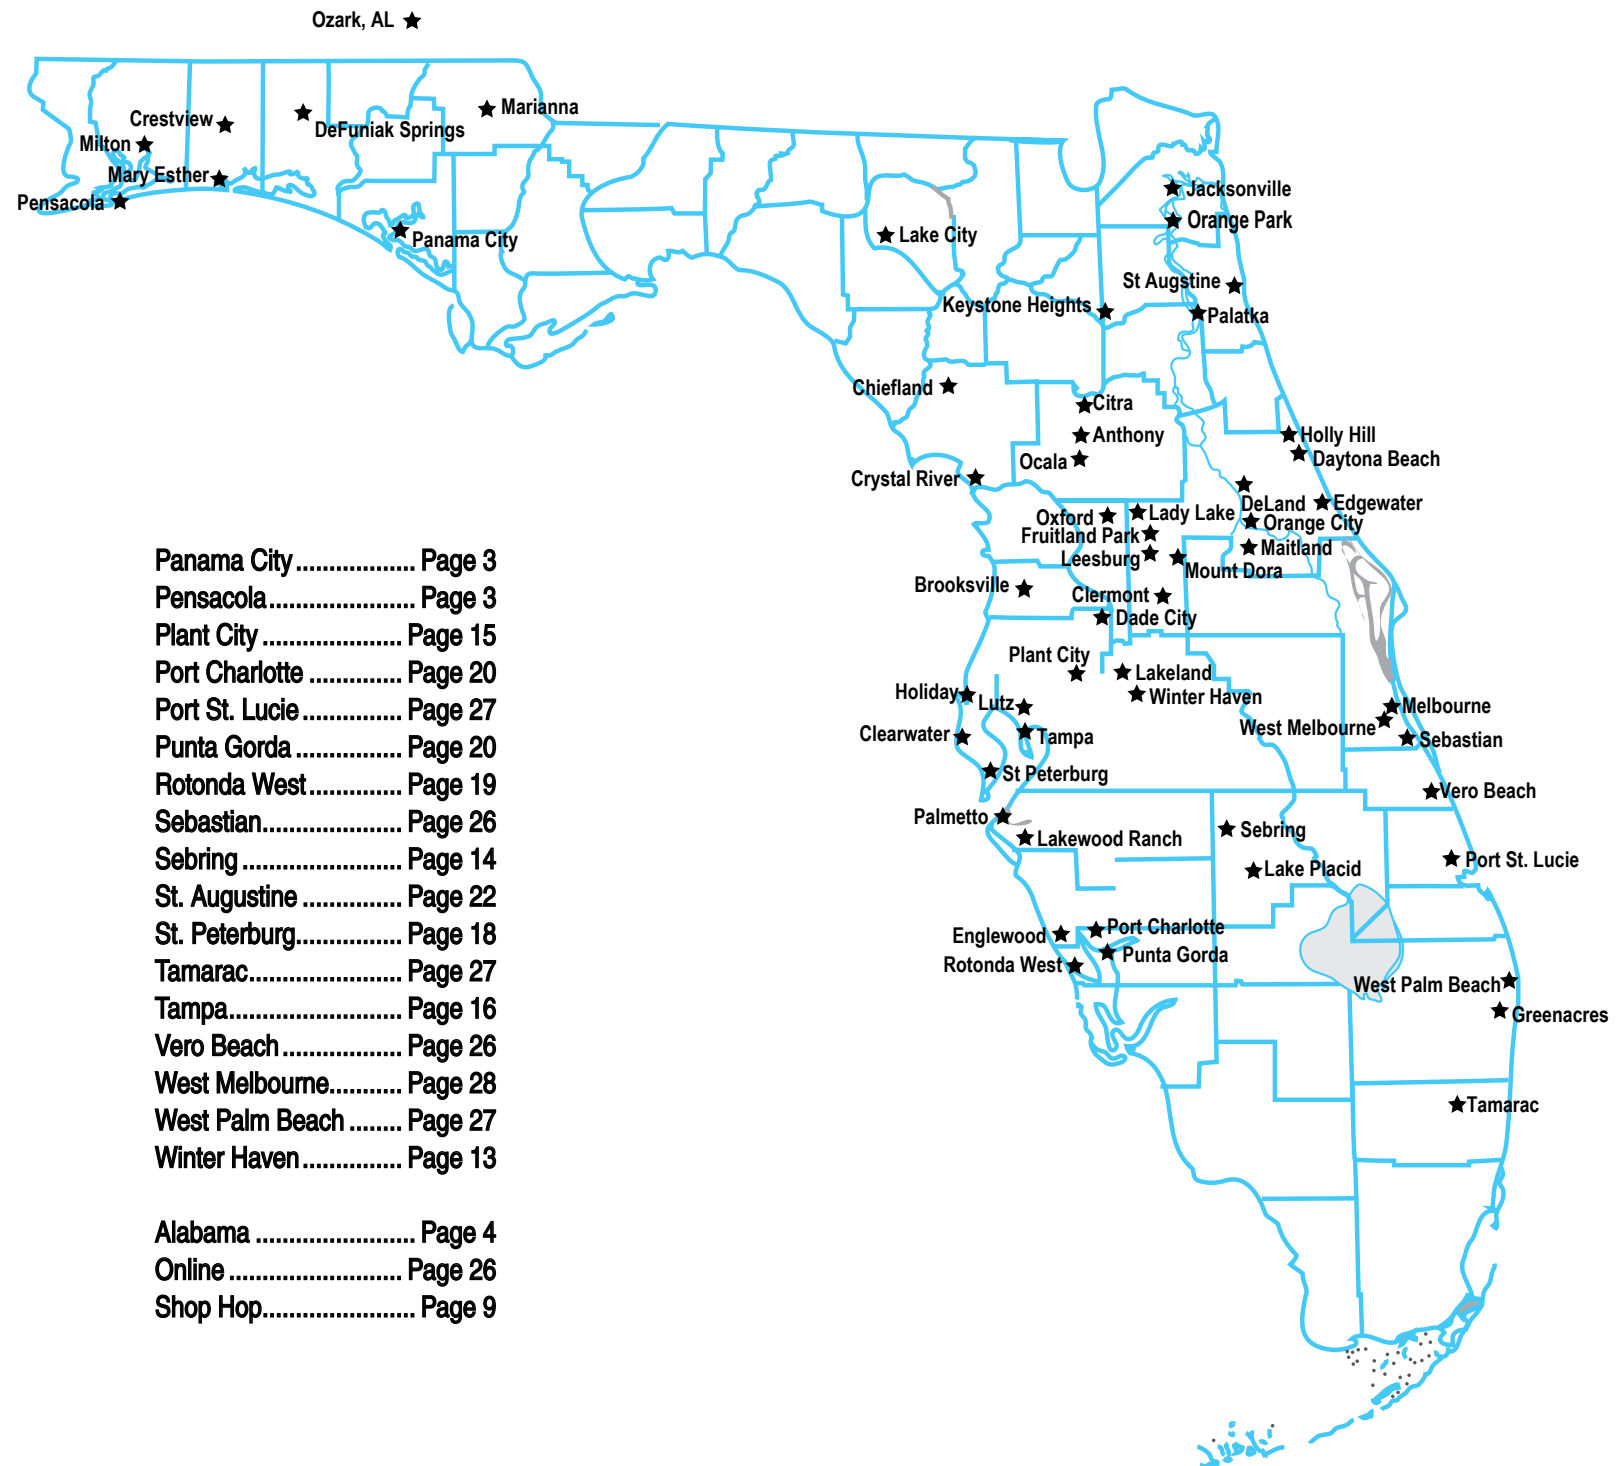 Ozark, AL
Marianna
Crestview
DeFuniak Springs
Milton
Mary Esther
Pensacola
Panama City
Jacksonville
Orange Park
Lake City
St Augstine
Keystone Heights
Palatka
Chiefland
Citra
Anthony
Holly Hill
Ocala
Daytona Beach
Crystal River
DeLand
Edgewater
Oxford
Lady Lake
Orange City
Fruitland Park
Maitland
Leesburg
Mount Dora
Brooksville
Clermont
Dade City
Plant City
Lakeland
Holiday
Lutz
Winter Haven
Melbourne
West Melbourne
Clearwater
Tampa
Sebastian
St Peterburg
Vero Beach
Palmetto
Sebring
Lakewood Ranch
Port St. Lucie
Lake Placid
Englewood
Port Charlotte
Rotonda West
Punta Gorda
West Palm Beach
Greenacres
Tamarac
Panama City .................. Page 3
Pensacola ...................... Page 3
Plant City ..................... Page 15
Port Charlotte .............. Page 20
Port St. Lucie ............... Page 27
Punta Gorda ................ Page 20
Rotonda West .............. Page 19
Sebastian..................... Page 26
Sebring ........................ Page 14
St. Augustine ............... Page 22
St. Peterburg................ Page 18
Tamarac....................... Page 27
Tampa.......................... Page 16
Vero Beach .................. Page 26
West Melbourne........... Page 28
West Palm Beach ........ Page 27
Winter Haven ............... Page 13
Alabama ........................ Page 4
Online .......................... Page 26
Shop Hop....................... Page 9